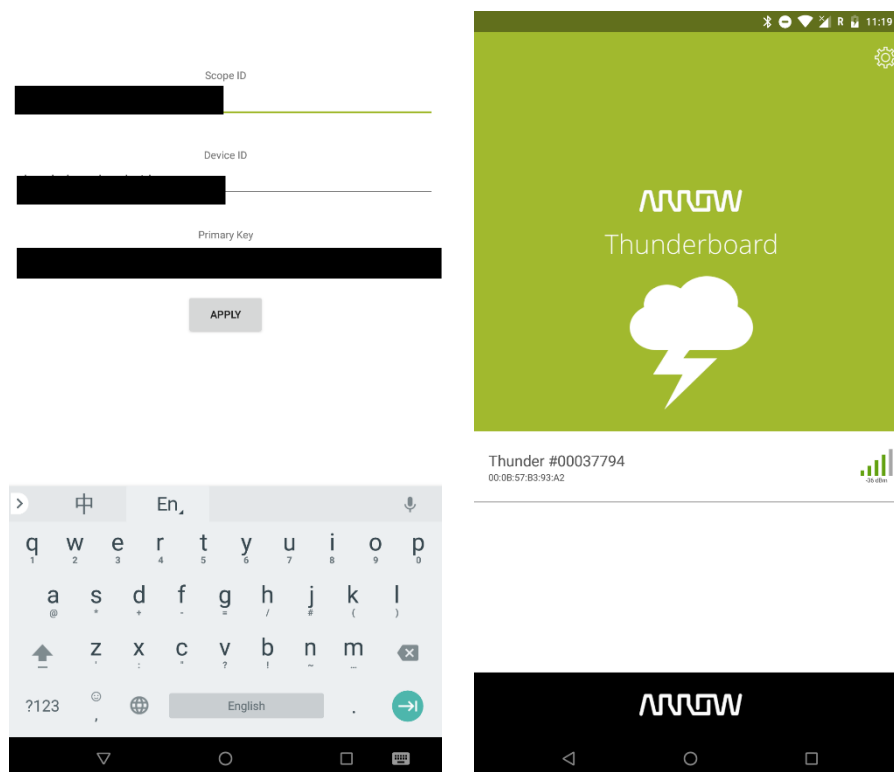 Scope ID
Device ID
Primary Key
APPLY
中 En
q w e r t y u i o p
1 2 3 4 5 6 7 8 9 0
a s d f g h j k l
@ * + - = / # ( )
z x c v b n m
' : " ? ! ~ …
?123 , English .
R 11:19
ARROW
Thunderboard
Thunder #00037794
00:0B:57:B3:93:A2
-36 dBm
ARROW